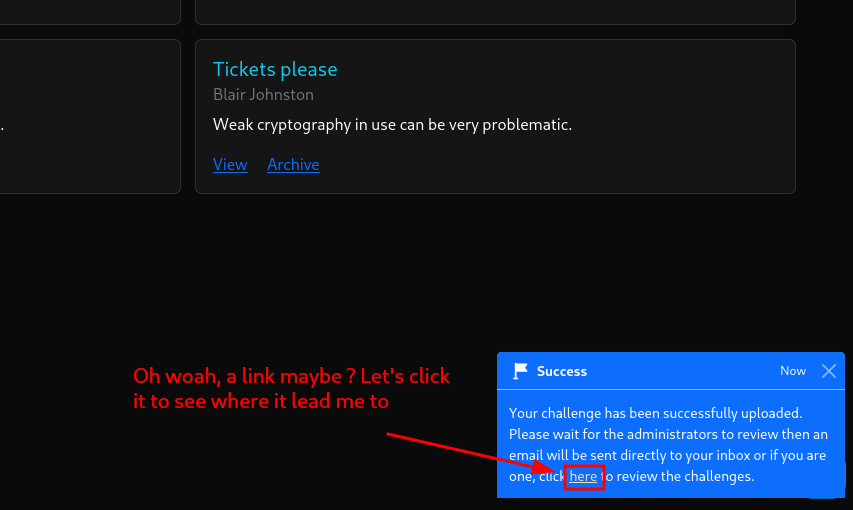 Tickets please
Blair Johnston
.
Weak cryptography in use can be very problematic.
View Archive
Oh woah, a link maybe ? Let's click
it to see where it lead me to
Success Now
Your challenge has been successfully uploaded.
Please wait for the administrators to review then an
email will be sent directly to your inbox or if you are
one, click here to review the challenges.